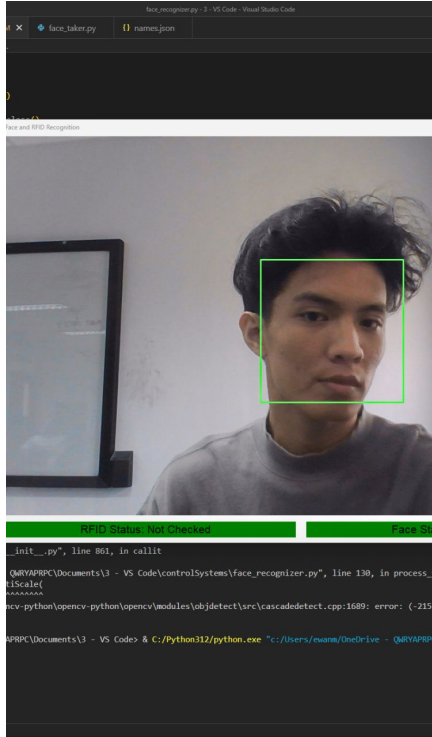 face_recognizer.py - 3 - VS Code - Visual Studio Code
face_taker.py {} names.json
)
Face and RFID Recognition
RFID Status: Not Checked
Face Sta
__init__.py", line 861, in callit
QWRYAPRPC\Documents\3 - VS Code\controlSystems\face_recognizer.py", line 130, in process_
tiScale(
^^^^^^^^
ncv-python\opencv-python\opencv\modules\objdetect\src\cascadedetect.cpp:1689: error: (-215
APRPC\Documents\3 - VS Code> & C:/Python312/python.exe "c:/Users/ewanm/OneDrive - QWRYAPRP